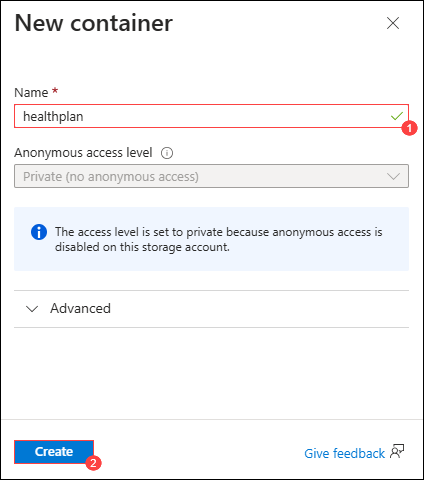 New container
Name *
healthplan
1
Anonymous access level
Private (no anonymous access)
The access level is set to private because anonymous access is
disabled on this storage account.
Advanced
Create
2
Give feedback